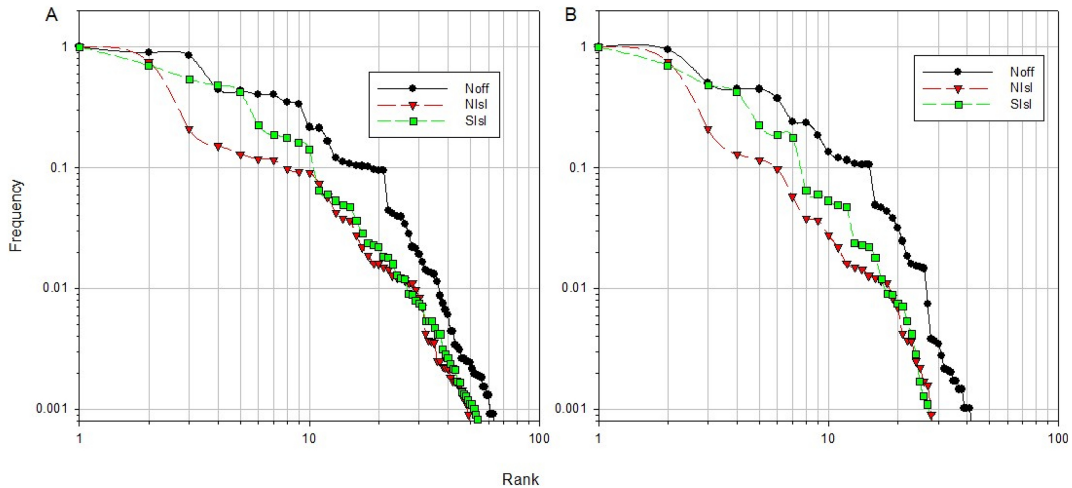 A
B
1
0.1
0.01
0.001
Frequency
Noff
NIsl
SIsl
1
10
100
1
0.1
0.01
0.001
Noff
NIsl
SIsl
1
10
100
Rank